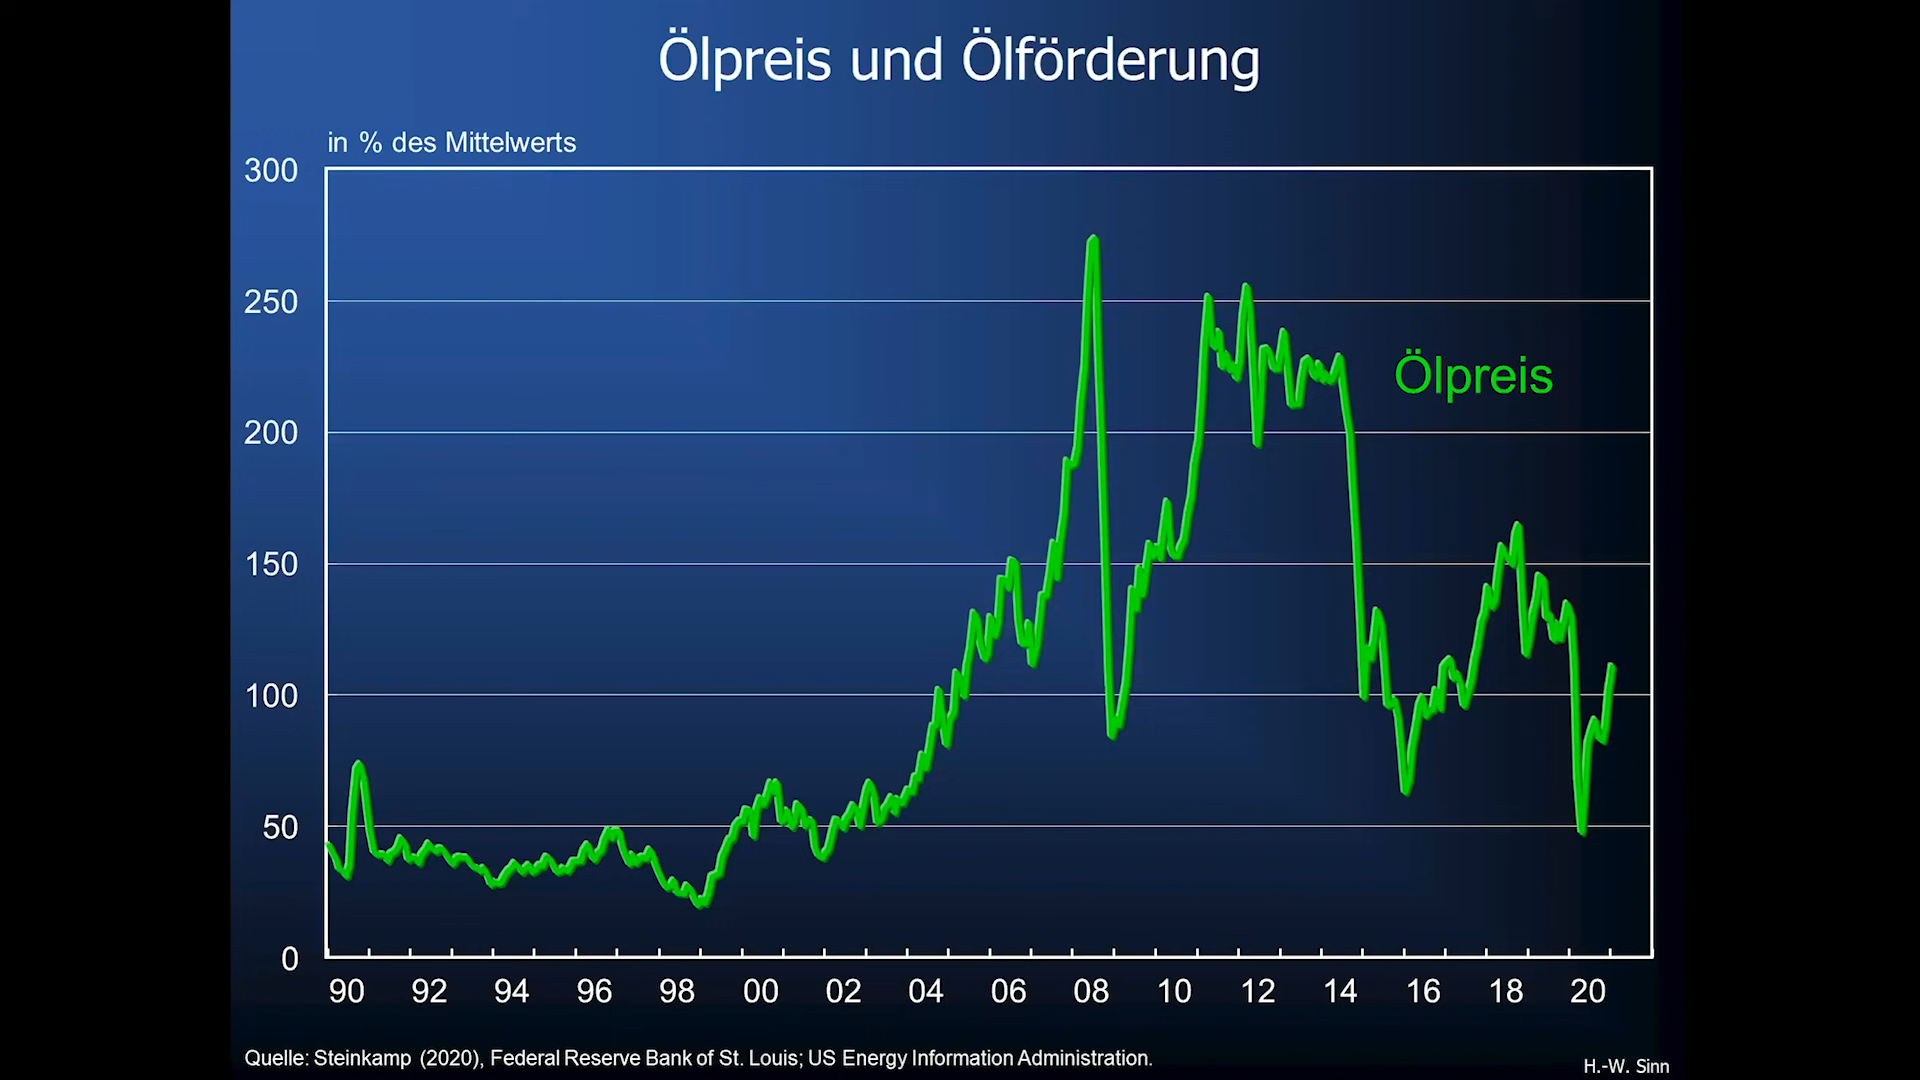 Ölpreis und Ölförderung
in % des Mittelwerts
300
250
200
150
100
50
0
Ölpreis
90 92 94 96 98 00 02 04 06 08 10 12 14 16 18 20
Quelle: Steinkamp (2020), Federal Reserve Bank of St. Louis; US Energy Information Administration.
H.-W. Sinn